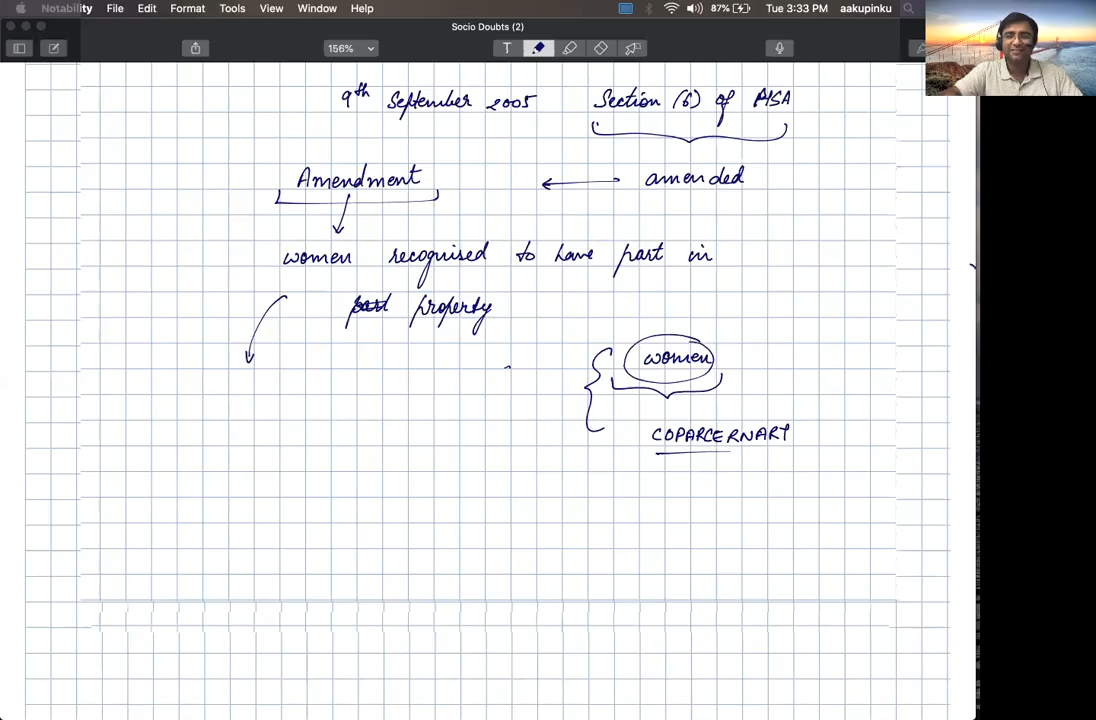 Notability File Edit Format Tools View Window Help 87% Tue 3:33 PM aakupinku
Socio Doubts (2)
156% T
9th September 2005 Section (6) of HSA
Amendment amended
women recognised to have part in
property
women
COPARCERNARY